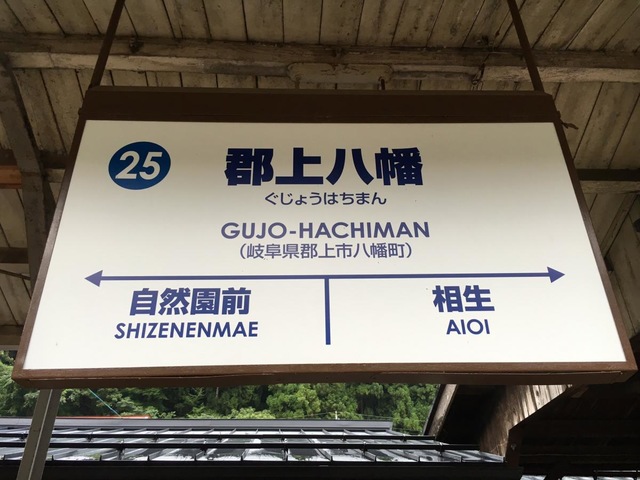 25
郡上八幡
ぐじょうはちまん
GUJO-HACHIMAN
(岐阜県郡上市八幡町)
自然園前
SHIZENENMAE
相生
AIOI